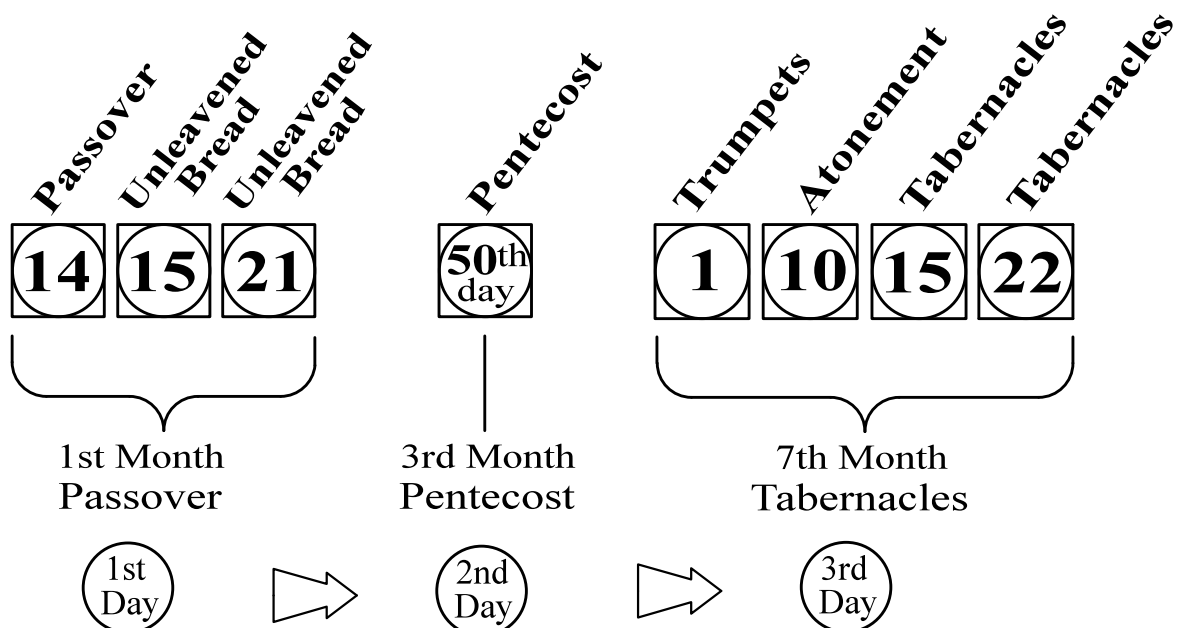 Passover
Unleavened
Bread
Unleavened
Bread
Pentecost
Trumpets
Atonement
Tabernacles
Tabernacles
14
15
21
50th
day
1
10
15
22
1st Month
Passover
3rd Month
Pentecost
7th Month
Tabernacles
1st
Day
2nd
Day
3rd
Day